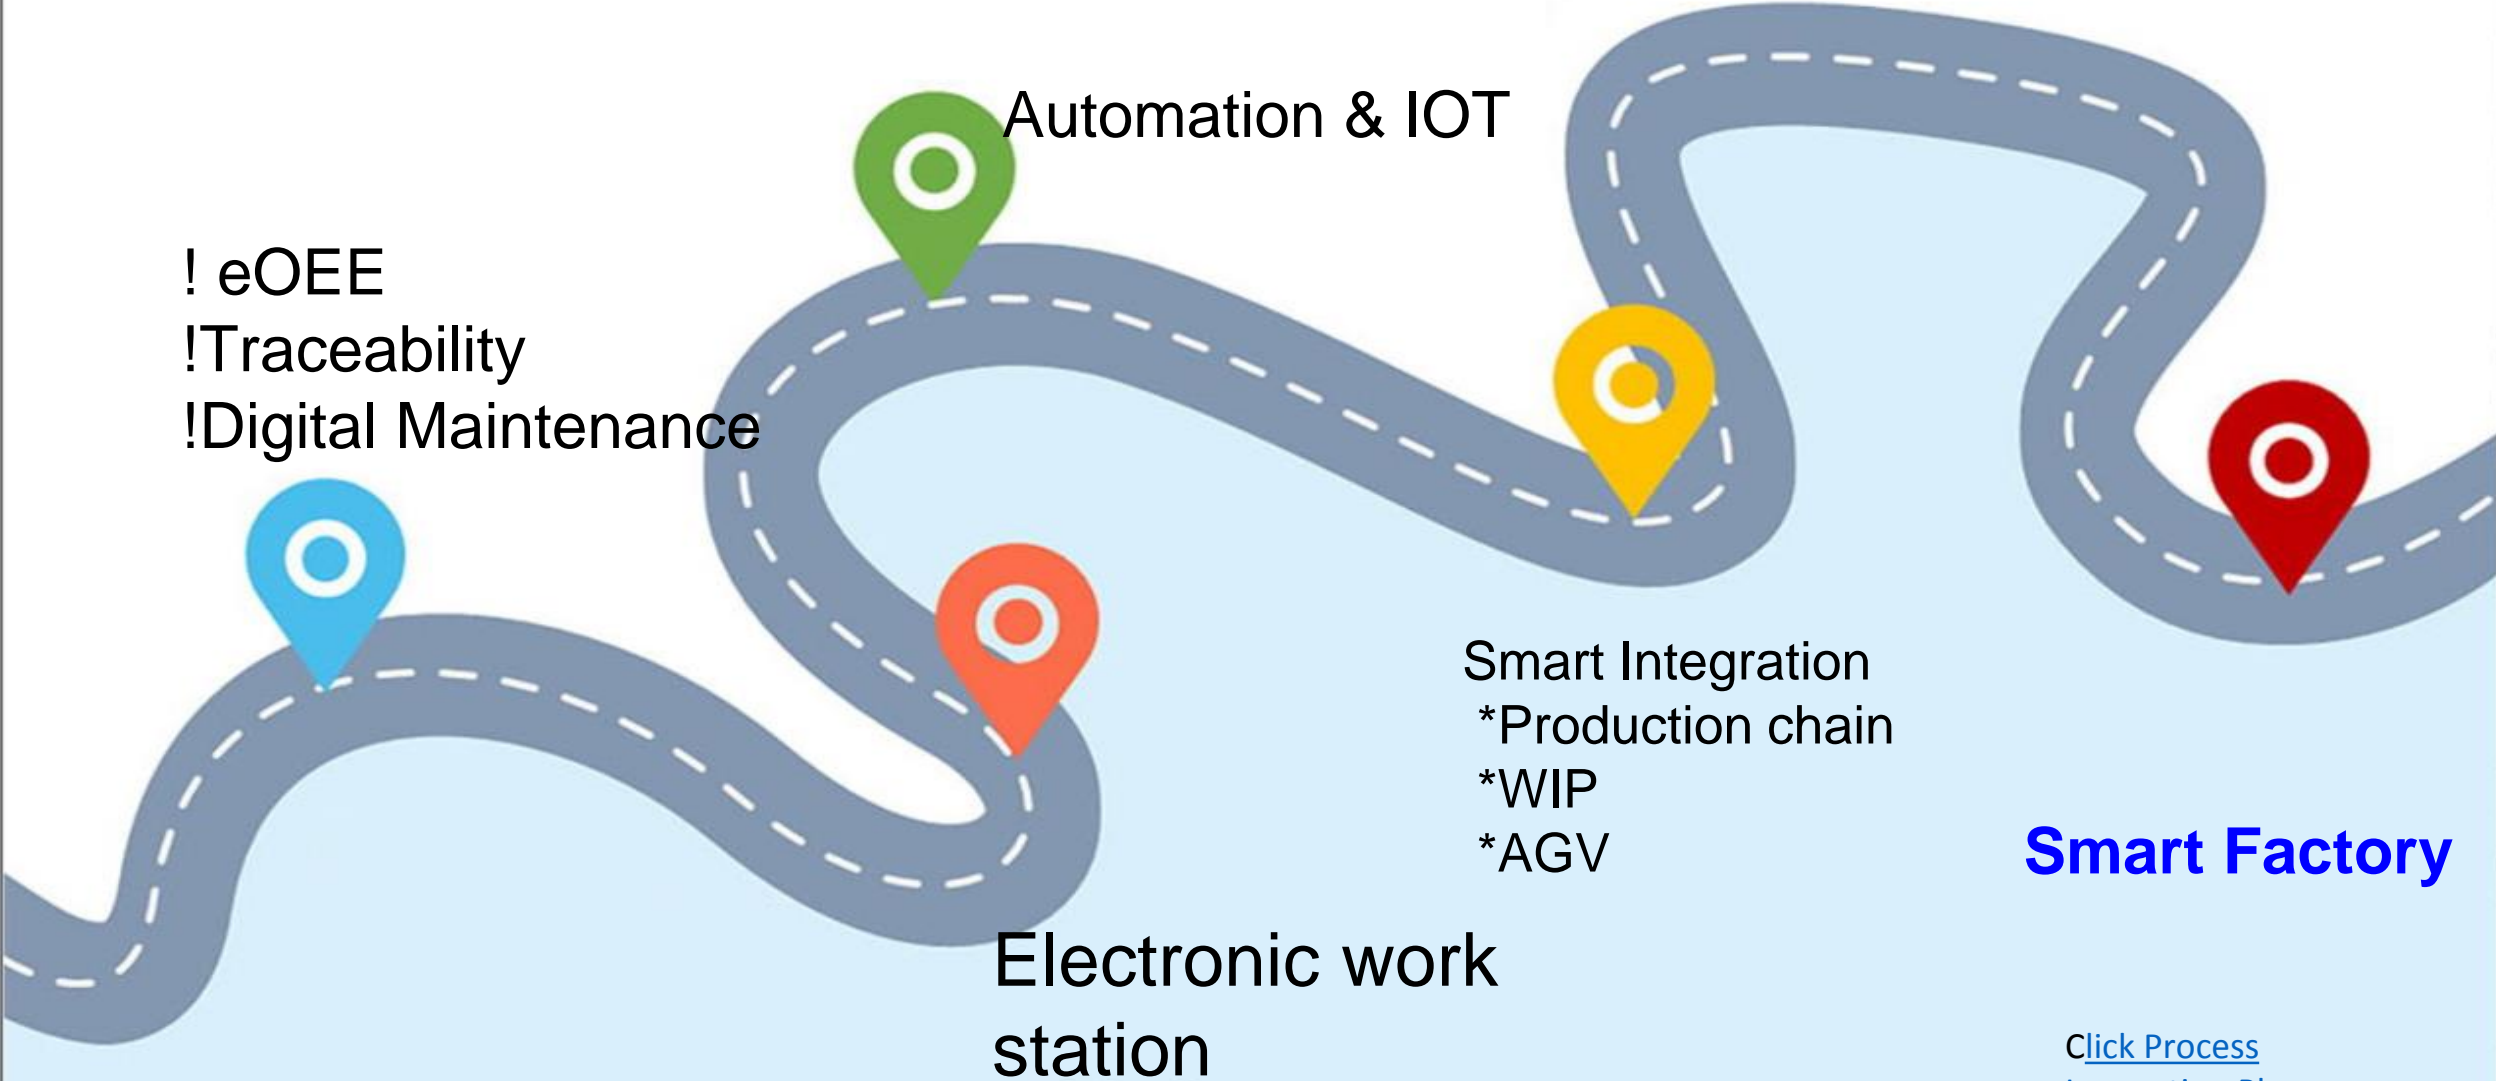 Automation & IOT
! eOEE
!Traceability
!Digital Maintenance
Smart Integration
*Production chain
*WIP
*AGV
Smart Factory
Electronic work
station
Click Process